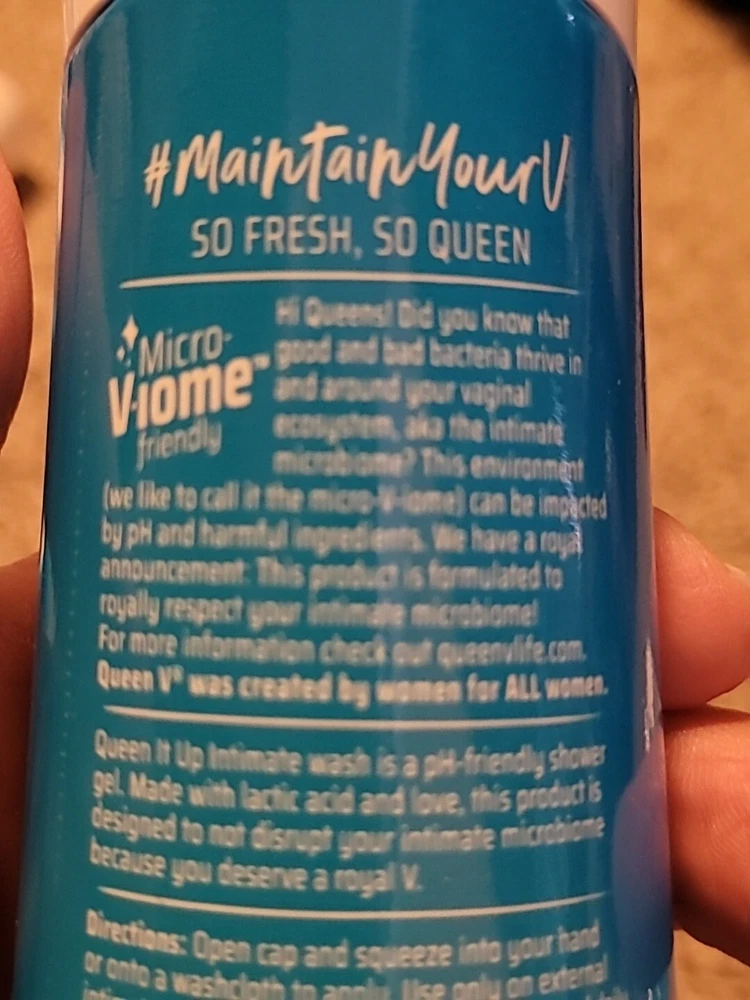 #MaintainYourV
SO FRESH, SO QUEEN
Micro-
V•iome™
friendly
Hi Queens! Did you know that
good and bad bacteria thrive in
and around your vaginal
ecosystem, aka the intimate
microbiome? This environment
(we like to call it the micro-V-iome) can be impacted
by pH and harmful ingredients. We have a royal
announcement: This product is formulated to
royally respect your intimate microbiome!
For more information check out queenvlife.com.
Queen V® was created by women for ALL women.
Queen It Up Intimate wash is a pH-friendly shower
gel. Made with lactic acid and love, this product is
designed to not disrupt your intimate microbiome
because you deserve a royal V.
Directions: Open cap and squeeze into your hand
or onto a washcloth to apply. Use only on external